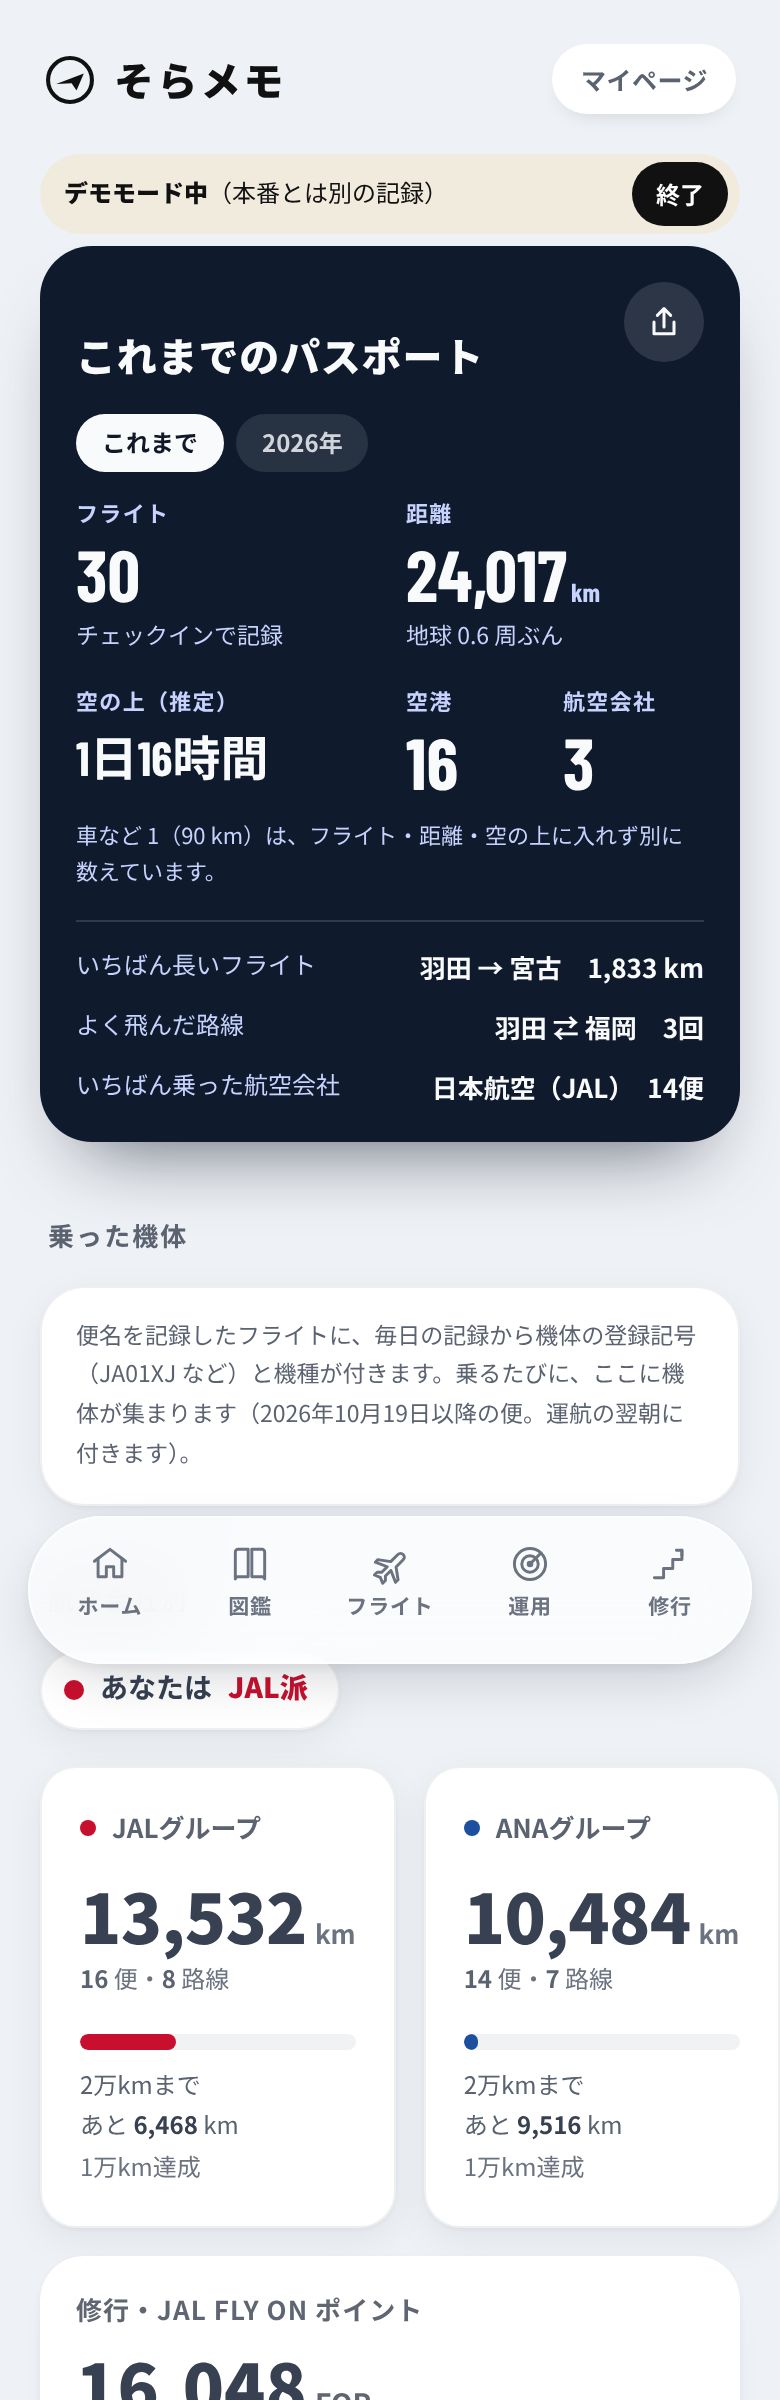 そらメモ
マイページ
デモモード中（本番とは別の記録）
終了
これまでのパスポート
これまで
2026年
フライト
距離
30
24,017 km
チェックインで記録
地球 0.6 周ぶん
空の上（推定）
空港
航空会社
1日16時間
16
3
車など 1（90 km）は、フライト・距離・空の上に入れず別に
数えています。
いちばん長いフライト
羽田 → 宮古　1,833 km
よく飛んだ路線
羽田 ⇄ 福岡　3回
いちばん乗った航空会社
日本航空（JAL）　14便
乗った機体
便名を記録したフライトに、毎日の記録から機体の登録記号
（JA01XJ など）と機種が付きます。乗るたびに、ここに機
体が集まります（2026年10月19日以降の便。運航の翌朝に
付きます）。
ホーム
図鑑
フライト
運用
修行
あなたは JAL派
JALグループ
13,532 km
16 便・8 路線
2万kmまで
あと 6,468 km
1万km達成
ANAグループ
10,484 km
14 便・7 路線
2万kmまで
あと 9,516 km
1万km達成
修行・JAL FLY ON ポイント
16,048